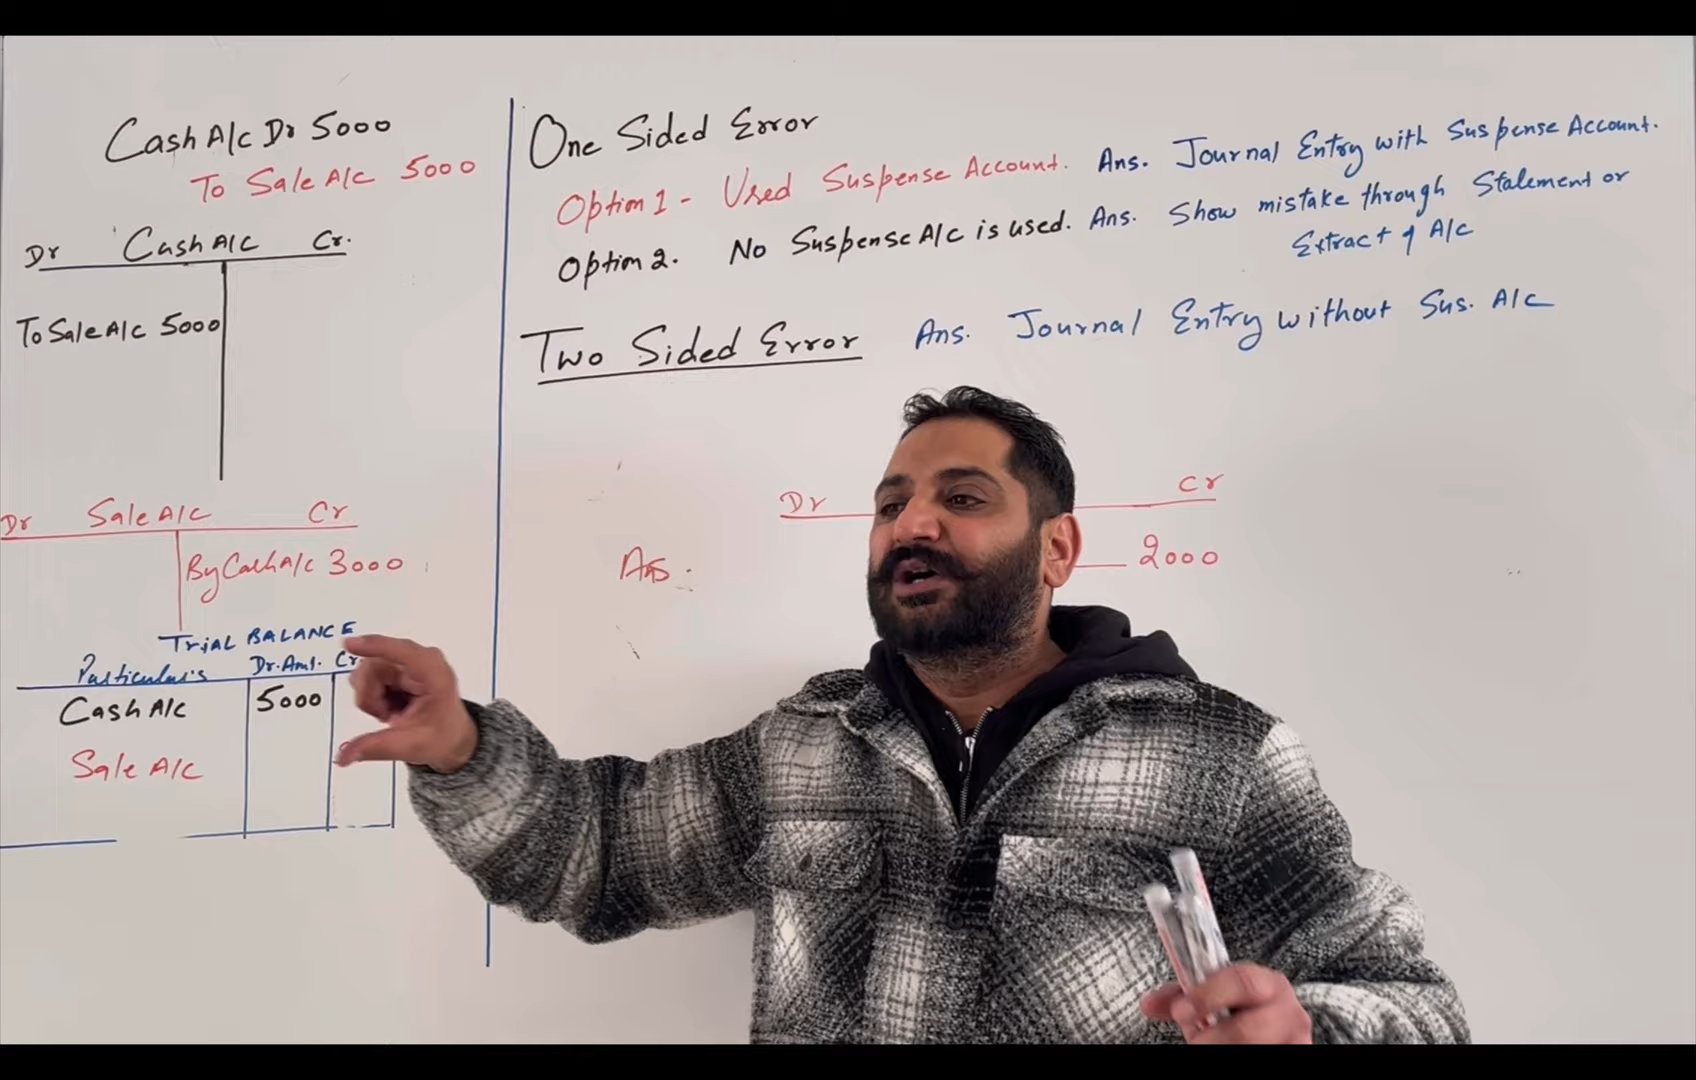 Cash A/c Dr 5000
To Sale A/c 5000
Dr Cash A/c Cr.
To Sale A/c 5000
Dr Sale A/c Cr
By Cash A/c 3000
TRIAL BALANCE
Particulars Dr. Amt. Cr
Cash A/c 5000
Sale A/c
One Sided Error
Option 1 - Used Suspense Account. Ans. Journal Entry with Suspense Account.
Option 2. No Suspense A/c is used. Ans. Show mistake through Statement or
Extract of A/c
Two Sided Error Ans. Journal Entry without Sus. A/c
Dr Cr
Ans. 2000